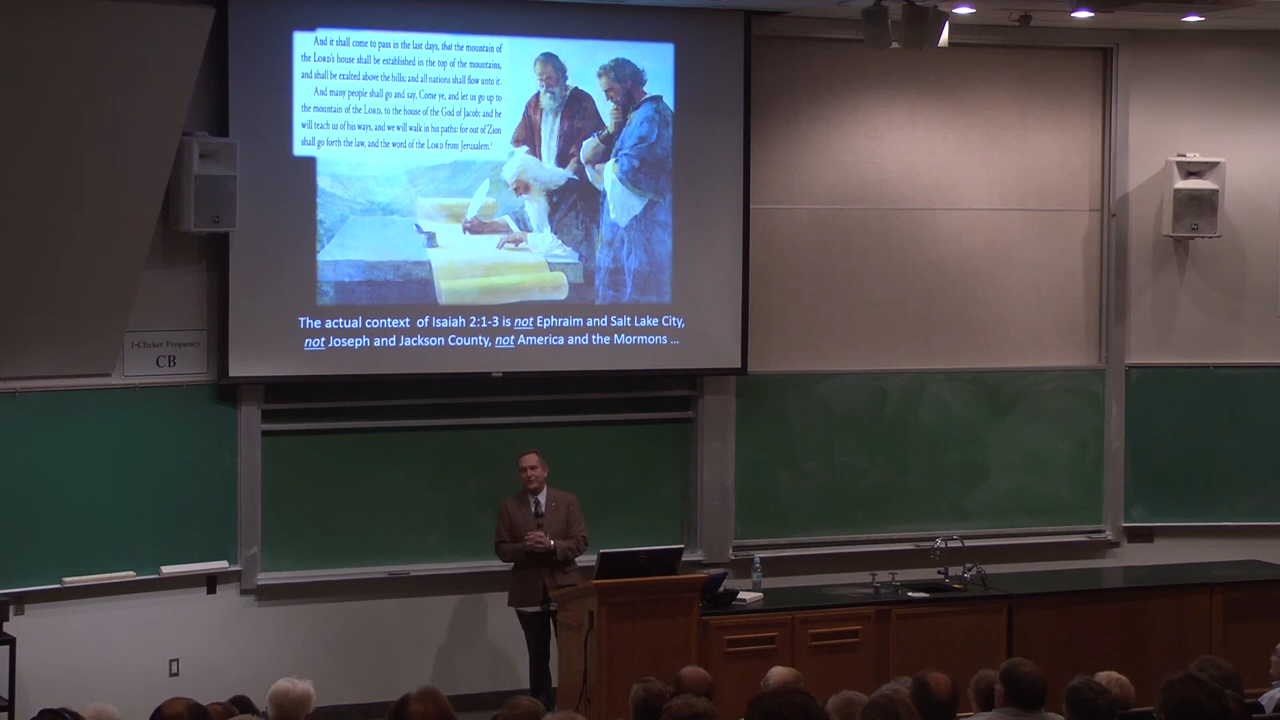 And it shall come to pass in the last days, that the mountain of
the LORD's house shall be established in the top of the mountains,
and shall be exalted above the hills; and all nations shall flow unto it.
And many people shall go and say, Come ye, and let us go up to
the mountain of the LORD, to the house of the God of Jacob; and he
will teach us of his ways, and we will walk in his paths: for out of Zion
shall go forth the law, and the word of the LORD from Jerusalem.¹
The actual context of Isaiah 2:1-3 is not Ephraim and Salt Lake City,
not Joseph and Jackson County, not America and the Mormons ...
I-Clicker Frequency
CB